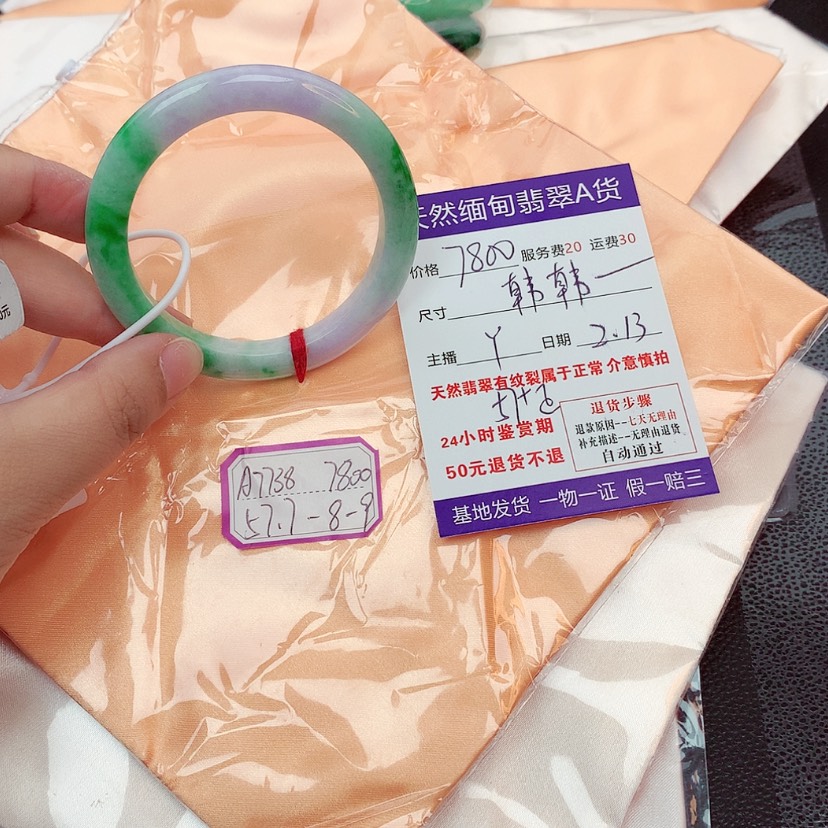 天然缅甸翡翠A货
价格 7800 服务费20 运费30
尺寸 韩韩一
主播 丫 日期 2.13
天然翡翠有纹裂属于正常 介意慎拍
24小时鉴赏期
50元退货不退
退货步骤
退款原因--七天无理由
补充描述--无理由退货
自动通过
基地发货 一物一证 假一赔三
A7738 7800
57.7-8-9
元